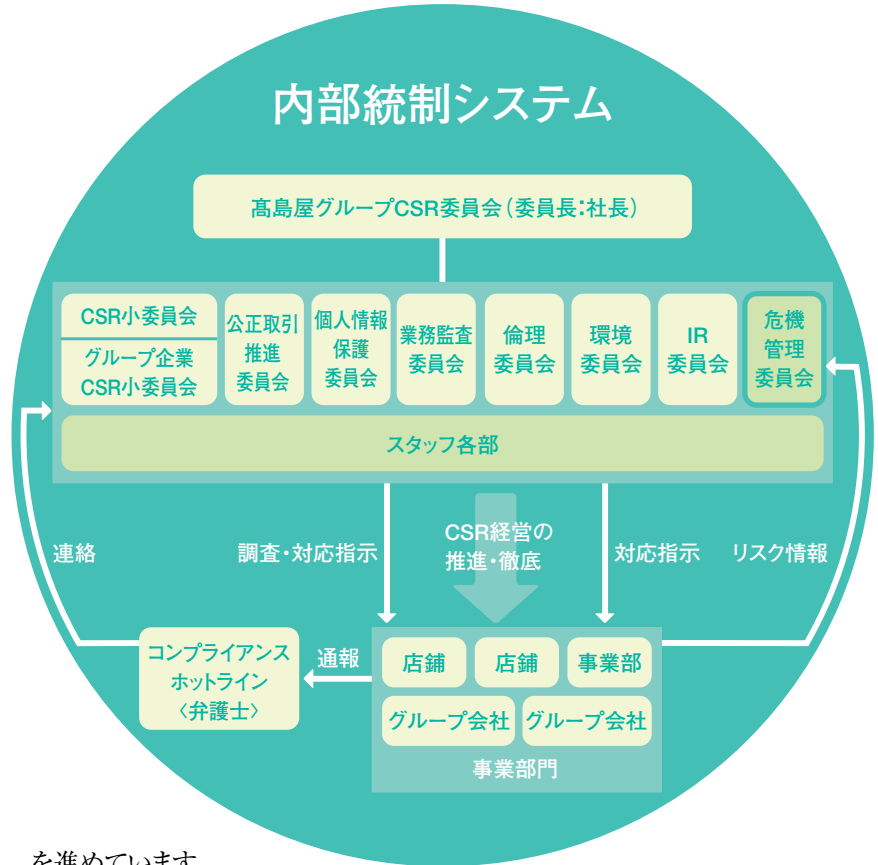 内部統制システム
髙島屋グループCSR委員会（委員長：社長）
CSR小委員会
グループ企業
CSR小委員会
公正取引
推進
委員会
個人情報
保護
委員会
業務監査
委員会
倫理
委員会
環境
委員会
IR
委員会
危機
管理
委員会
スタッフ各部
連絡
調査・対応指示
CSR経営の
推進・徹底
対応指示
リスク情報
コンプライアンス
ホットライン
〈弁護士〉
通報
店舗
店舗
事業部
グループ会社
グループ会社
事業部門
を進めています